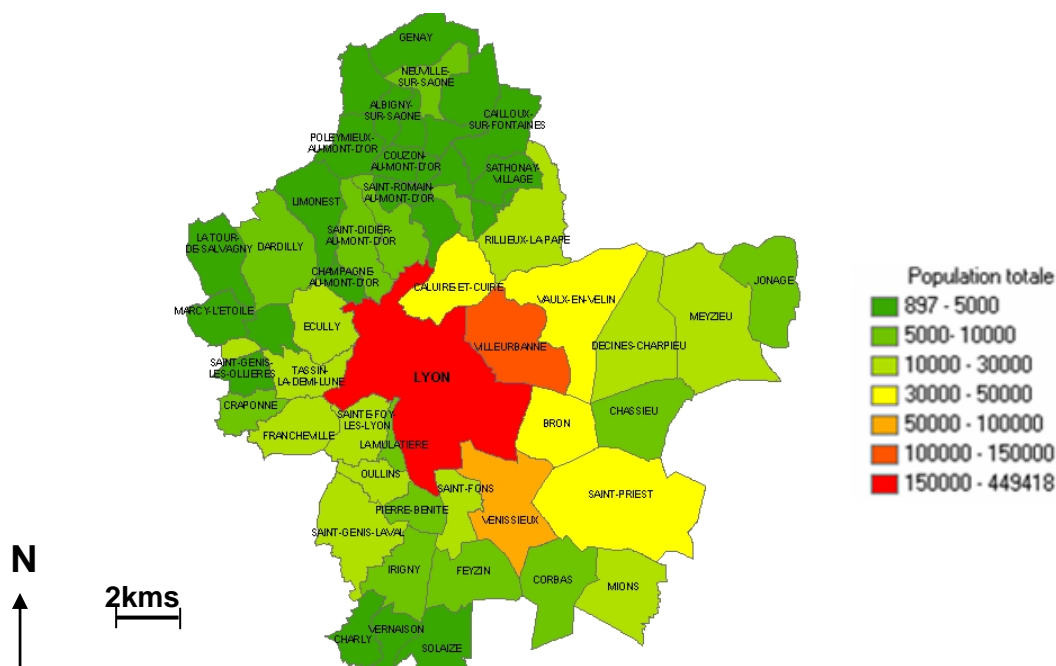 GENAY
NEUVILLE-
SUR-SAONE
ALBIGNY-
SUR-SAONE
CAILLOUX-
SUR-FONTAINES
POLEYMIEUX-
AU-MONT-D'OR
COUZON-
AU-MONT-D'OR
SATHONAY-
VILLAGE
SAINT-ROMAIN-
AU-MONT-D'OR
LIMONEST
SAINT-DIDIER-
AU-MONT-D'OR
RILLIEUX-LA-PAPE
LA TOUR-
DE-SALVAGNY
DARDILLY
CHAMPAGNE-
AU-MONT-D'OR
CALUIRE-ET-CUIRE
VAULX-EN-VELIN
MEYZIEU
JONAGE
MARCY-L'ETOILE
ECULLY
VILLEURBANNE
DECINES-CHARPIEU
SAINT-GENIS-
LES-OLLIERES
TASSIN-
LA-DEMI-LUNE
LYON
CRAPONNE
SAINTE-FOY-
LES-LYON
CHASSIEU
FRANCHEVILLE
LA MULATIERE
BRON
OULLINS
SAINT-FONS
SAINT-PRIEST
PIERRE-BENITE
VENISSIEUX
SAINT-GENIS-LAVAL
IRIGNY
FEYZIN
CORBAS
MIONS
CHARLY
VERNAISON
SOLAIZE
Population totale
897 - 5000
5000- 10000
10000 - 30000
30000 - 50000
50000 - 100000
100000 - 150000
150000 - 449418
N
2kms